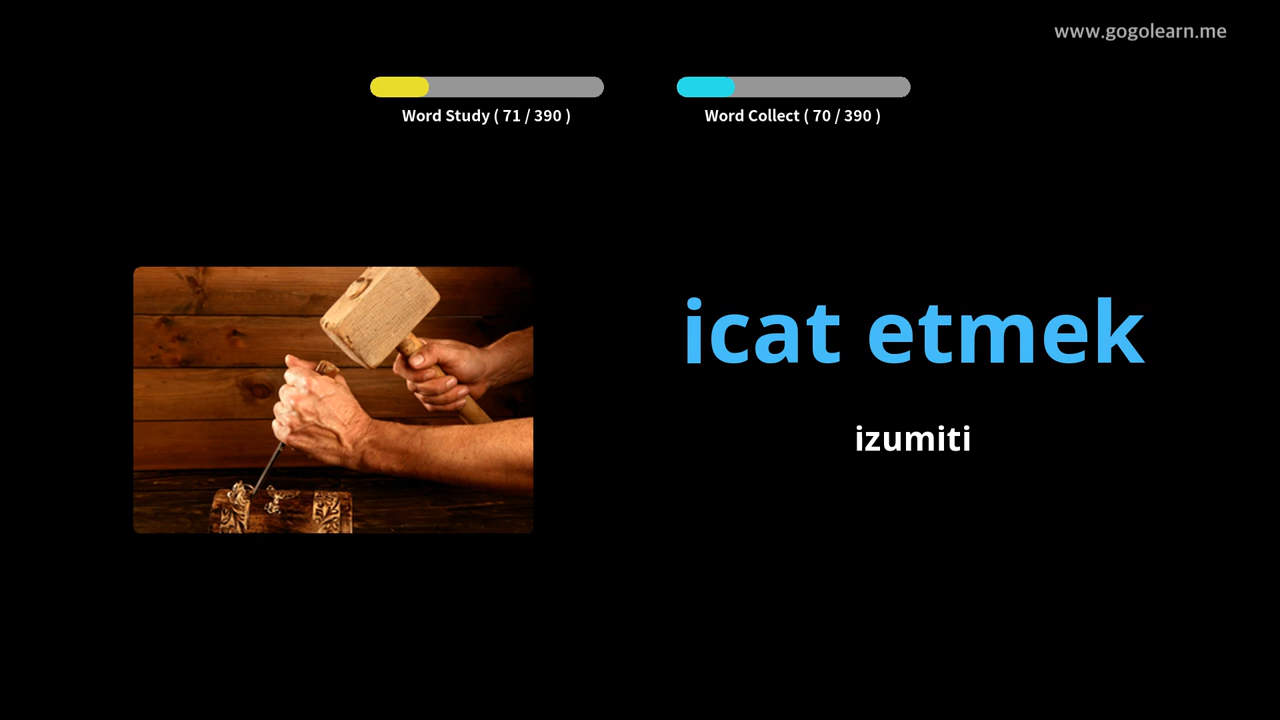 www.gogolearn.me
Word Study ( 71 / 390 )
Word Collect ( 70 / 390 )
icat etmek
izumiti